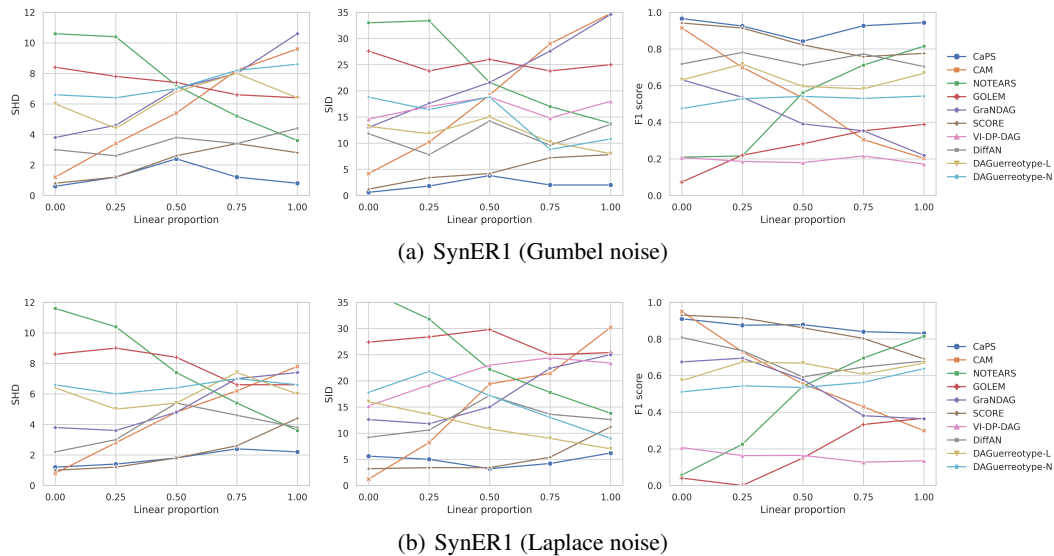 12
10
8
6
4
2
0
SHD
0.00 0.25 0.50 0.75 1.00
Linear proportion
35
30
25
20
15
10
5
0
SID
0.00 0.25 0.50 0.75 1.00
Linear proportion
1.0
0.8
0.6
0.4
0.2
0.0
F1 score
0.00 0.25 0.50 0.75 1.00
Linear proportion
CaPS
CAM
NOTEARS
GOLEM
GraNDAG
SCORE
VI-DP-DAG
DiffAN
DAGuerreotype-L
DAGuerreotype-N
(a) SynER1 (Gumbel noise)
12
10
8
6
4
2
0
SHD
0.00 0.25 0.50 0.75 1.00
Linear proportion
35
30
25
20
15
10
5
0
SID
0.00 0.25 0.50 0.75 1.00
Linear proportion
1.0
0.8
0.6
0.4
0.2
0.0
F1 score
0.00 0.25 0.50 0.75 1.00
Linear proportion
CaPS
CAM
NOTEARS
GOLEM
GraNDAG
SCORE
VI-DP-DAG
DiffAN
DAGuerreotype-L
DAGuerreotype-N
(b) SynER1 (Laplace noise)